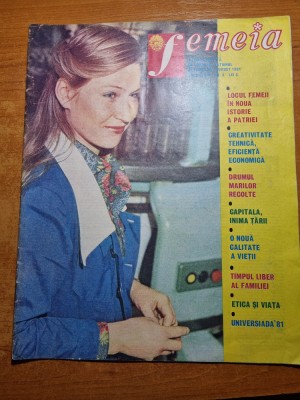 femeia
LOCUL FEMEII
ÎN NOUA
ISTORIE
A PATRIEI
CREATIVITATE
TEHNICĂ,
EFICIENȚĂ
ECONOMICĂ
DRUMUL
MARILOR
RECOLTE
CAPITALA,
INIMA ȚĂRII
O NOUĂ
CALITATE
A VIEȚII
TIMPUL LIBER
AL FAMILIEI
ETICA ȘI VIAȚA
UNIVERSIADA'81